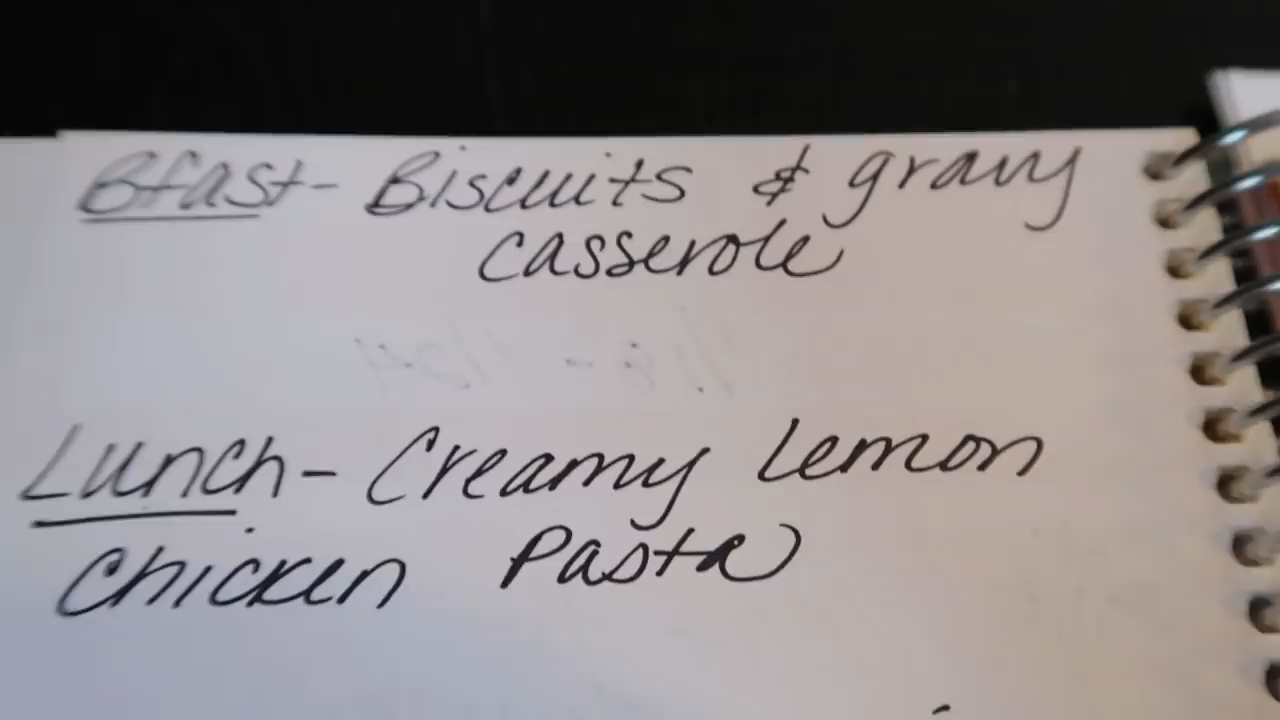 Bfast- Biscuits & gravy
casserole
Lunch- Creamy Lemon
Chicken Pasta